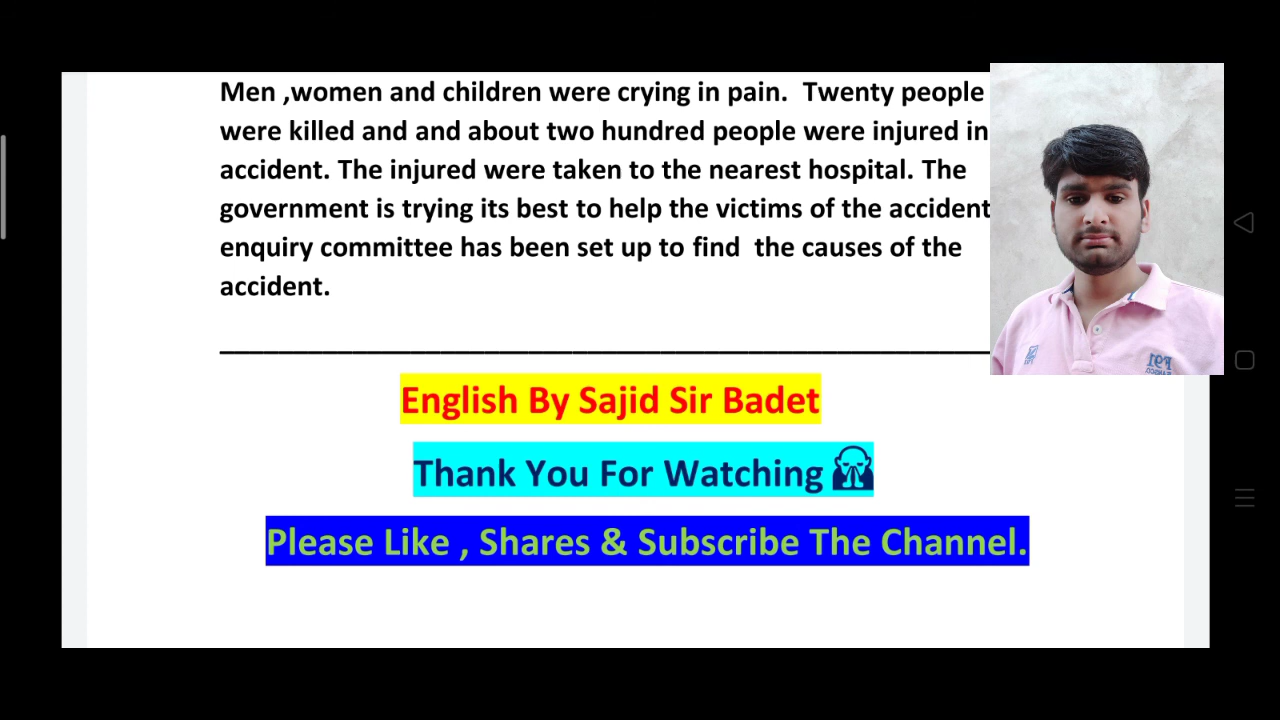 Men ,women and children were crying in pain.  Twenty people
were killed and and about two hundred people were injured in
accident. The injured were taken to the nearest hospital. The
government is trying its best to help the victims of the accident
enquiry committee has been set up to find  the causes of the
accident.
English By Sajid Sir Badet
Thank You For Watching
Please Like , Shares & Subscribe The Channel.